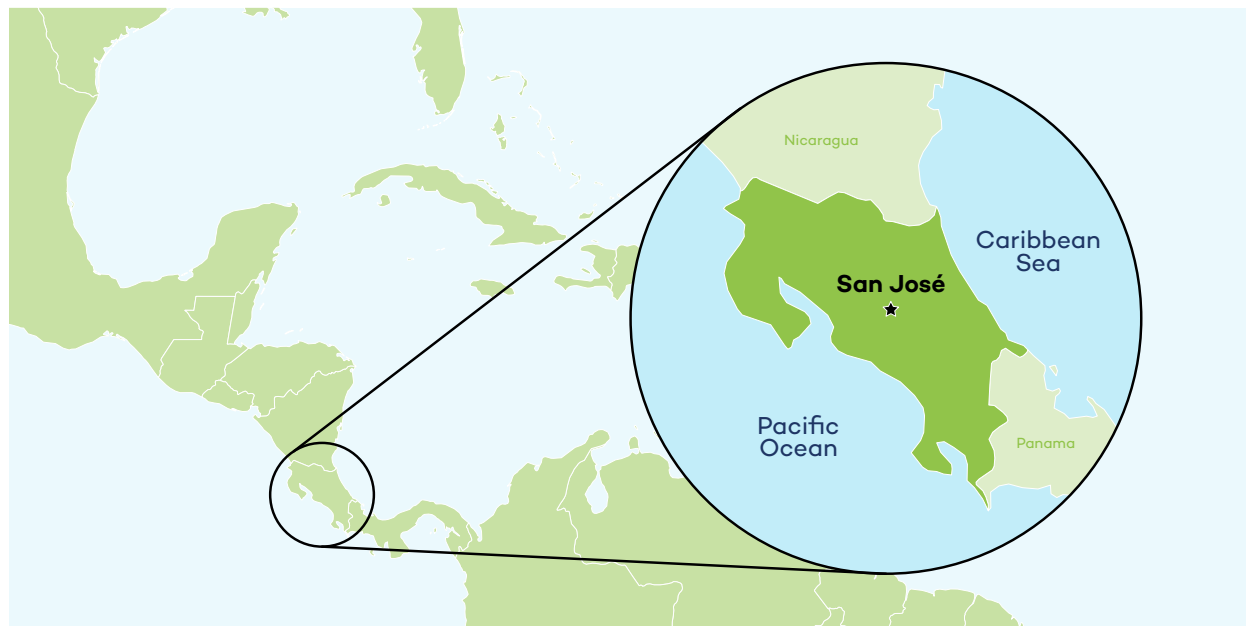 Nicaragua
Caribbean
Sea
San José
Pacific
Ocean
Panama